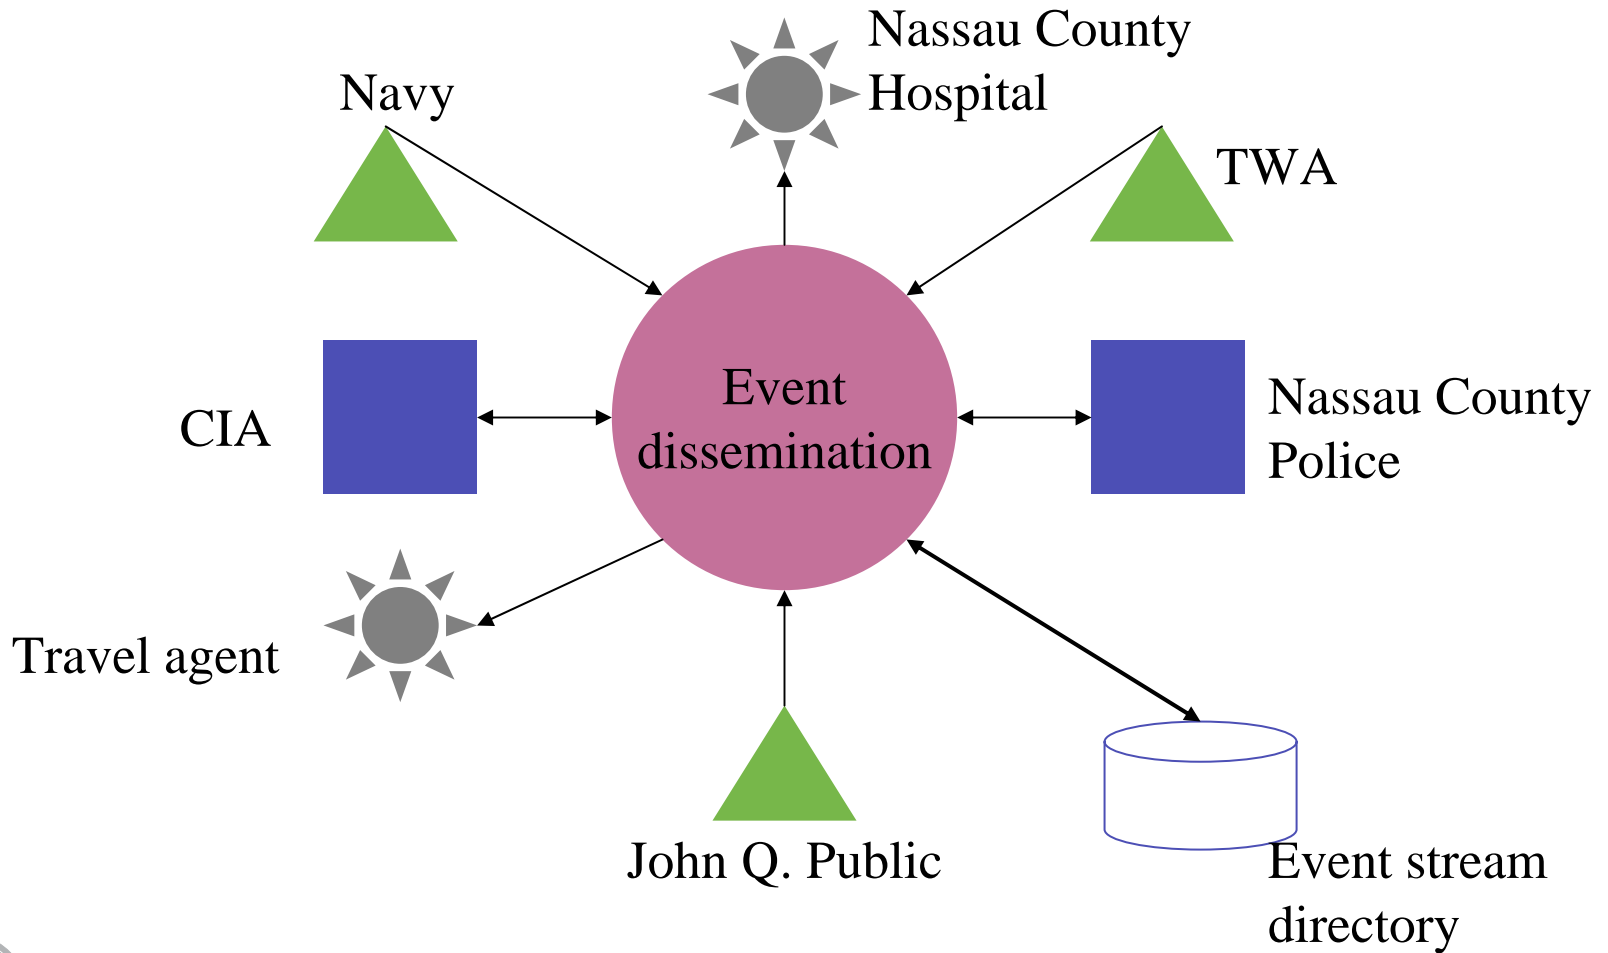 Nassau County
Hospital
Navy
TWA
Event
dissemination
CIA
Nassau County
Police
Travel agent
John Q. Public
Event stream
directory